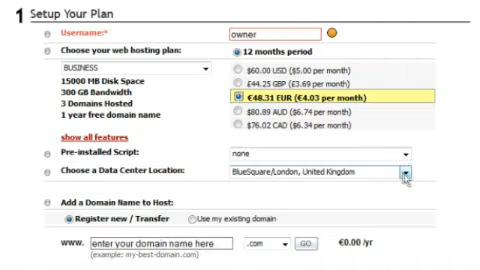 1 Setup Your Plan
Username:* owner
Choose your web hosting plan: 12 months period
BUSINESS $60.00 USD ($5.00 per month)
15000 MB Disk Space £44.25 GBP (£3.69 per month)
300 GB Bandwidth €48.31 EUR (€4.03 per month)
3 Domains Hosted $80.89 AUD ($6.74 per month)
1 year free domain name $76.02 CAD ($6.34 per month)
show all features
Pre-installed Script: none
Choose a Data Center Location: BlueSquare/London, United Kingdom
Add a Domain Name to Host:
Register new / Transfer Use my existing domain
www. enter your domain name here .com GO €0.00 /yr
(example: my-best-domain.com)